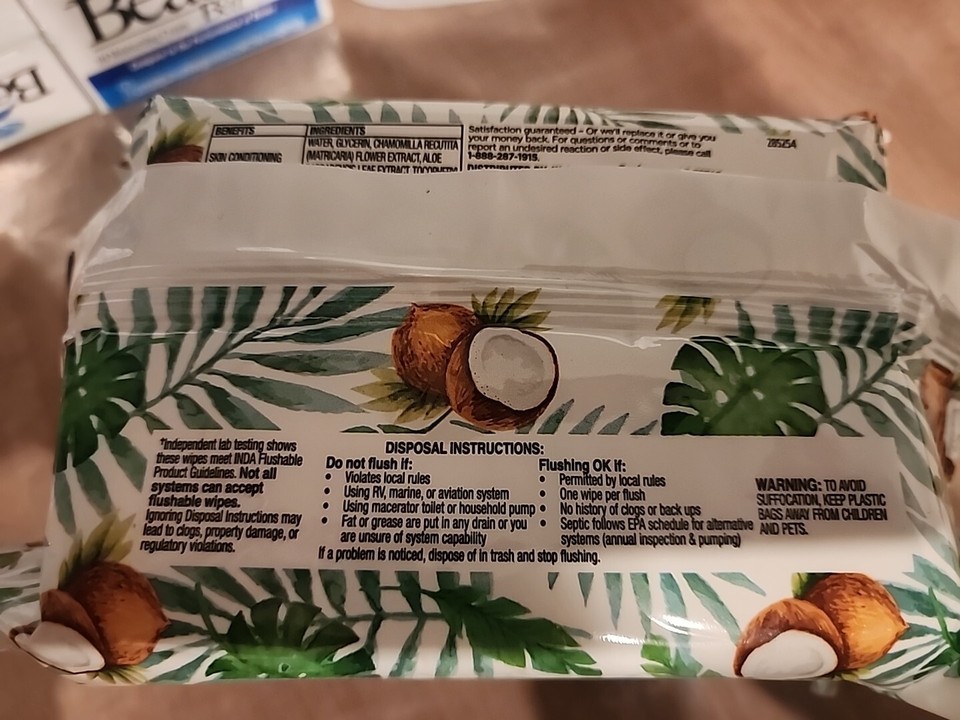 BENEFITS
SKIN CONDITIONING
INGREDIENTS
WATER, GLYCERIN, CHAMOMILLA RECUTITA
(MATRICARIA) FLOWER EXTRACT, ALOE
LEAF EXTRACT, TOCOPHERYL
Satisfaction guaranteed – Or we'll replace it or give you
your money back. For questions or comments or to
report an undesired reaction or side effect, please call
1-888-287-1915.
285254
*Independent lab testing shows
these wipes meet INDA Flushable
Product Guidelines. Not all
systems can accept
flushable wipes.
Ignoring Disposal Instructions may
lead to clogs, property damage, or
regulatory violations.
DISPOSAL INSTRUCTIONS:
Do not flush if:
• Violates local rules
• Using RV, marine, or aviation system
• Using macerator toilet or household pump
• Fat or grease are put in any drain or you
are unsure of system capability
Flushing OK if:
• Permitted by local rules
• One wipe per flush
• No history of clogs or back ups
• Septic follows EPA schedule for alternative
systems (annual inspection & pumping)
If a problem is noticed, dispose of in trash and stop flushing.
WARNING: TO AVOID
SUFFOCATION, KEEP PLASTIC
BAGS AWAY FROM CHILDREN
AND PETS.